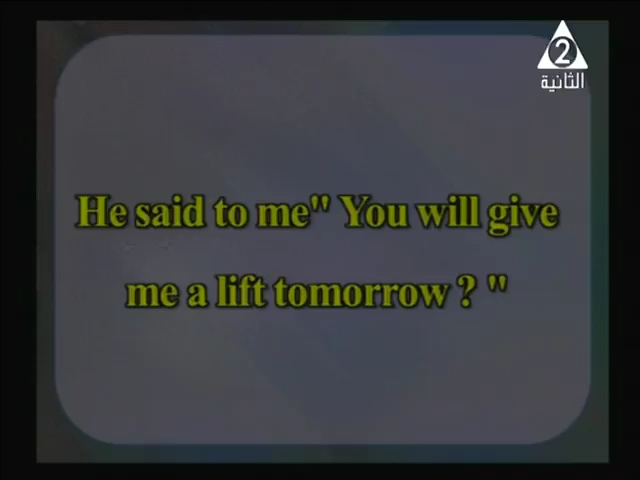 2
الثانية
He said to me" You will give
me a lift tomorrow ? "